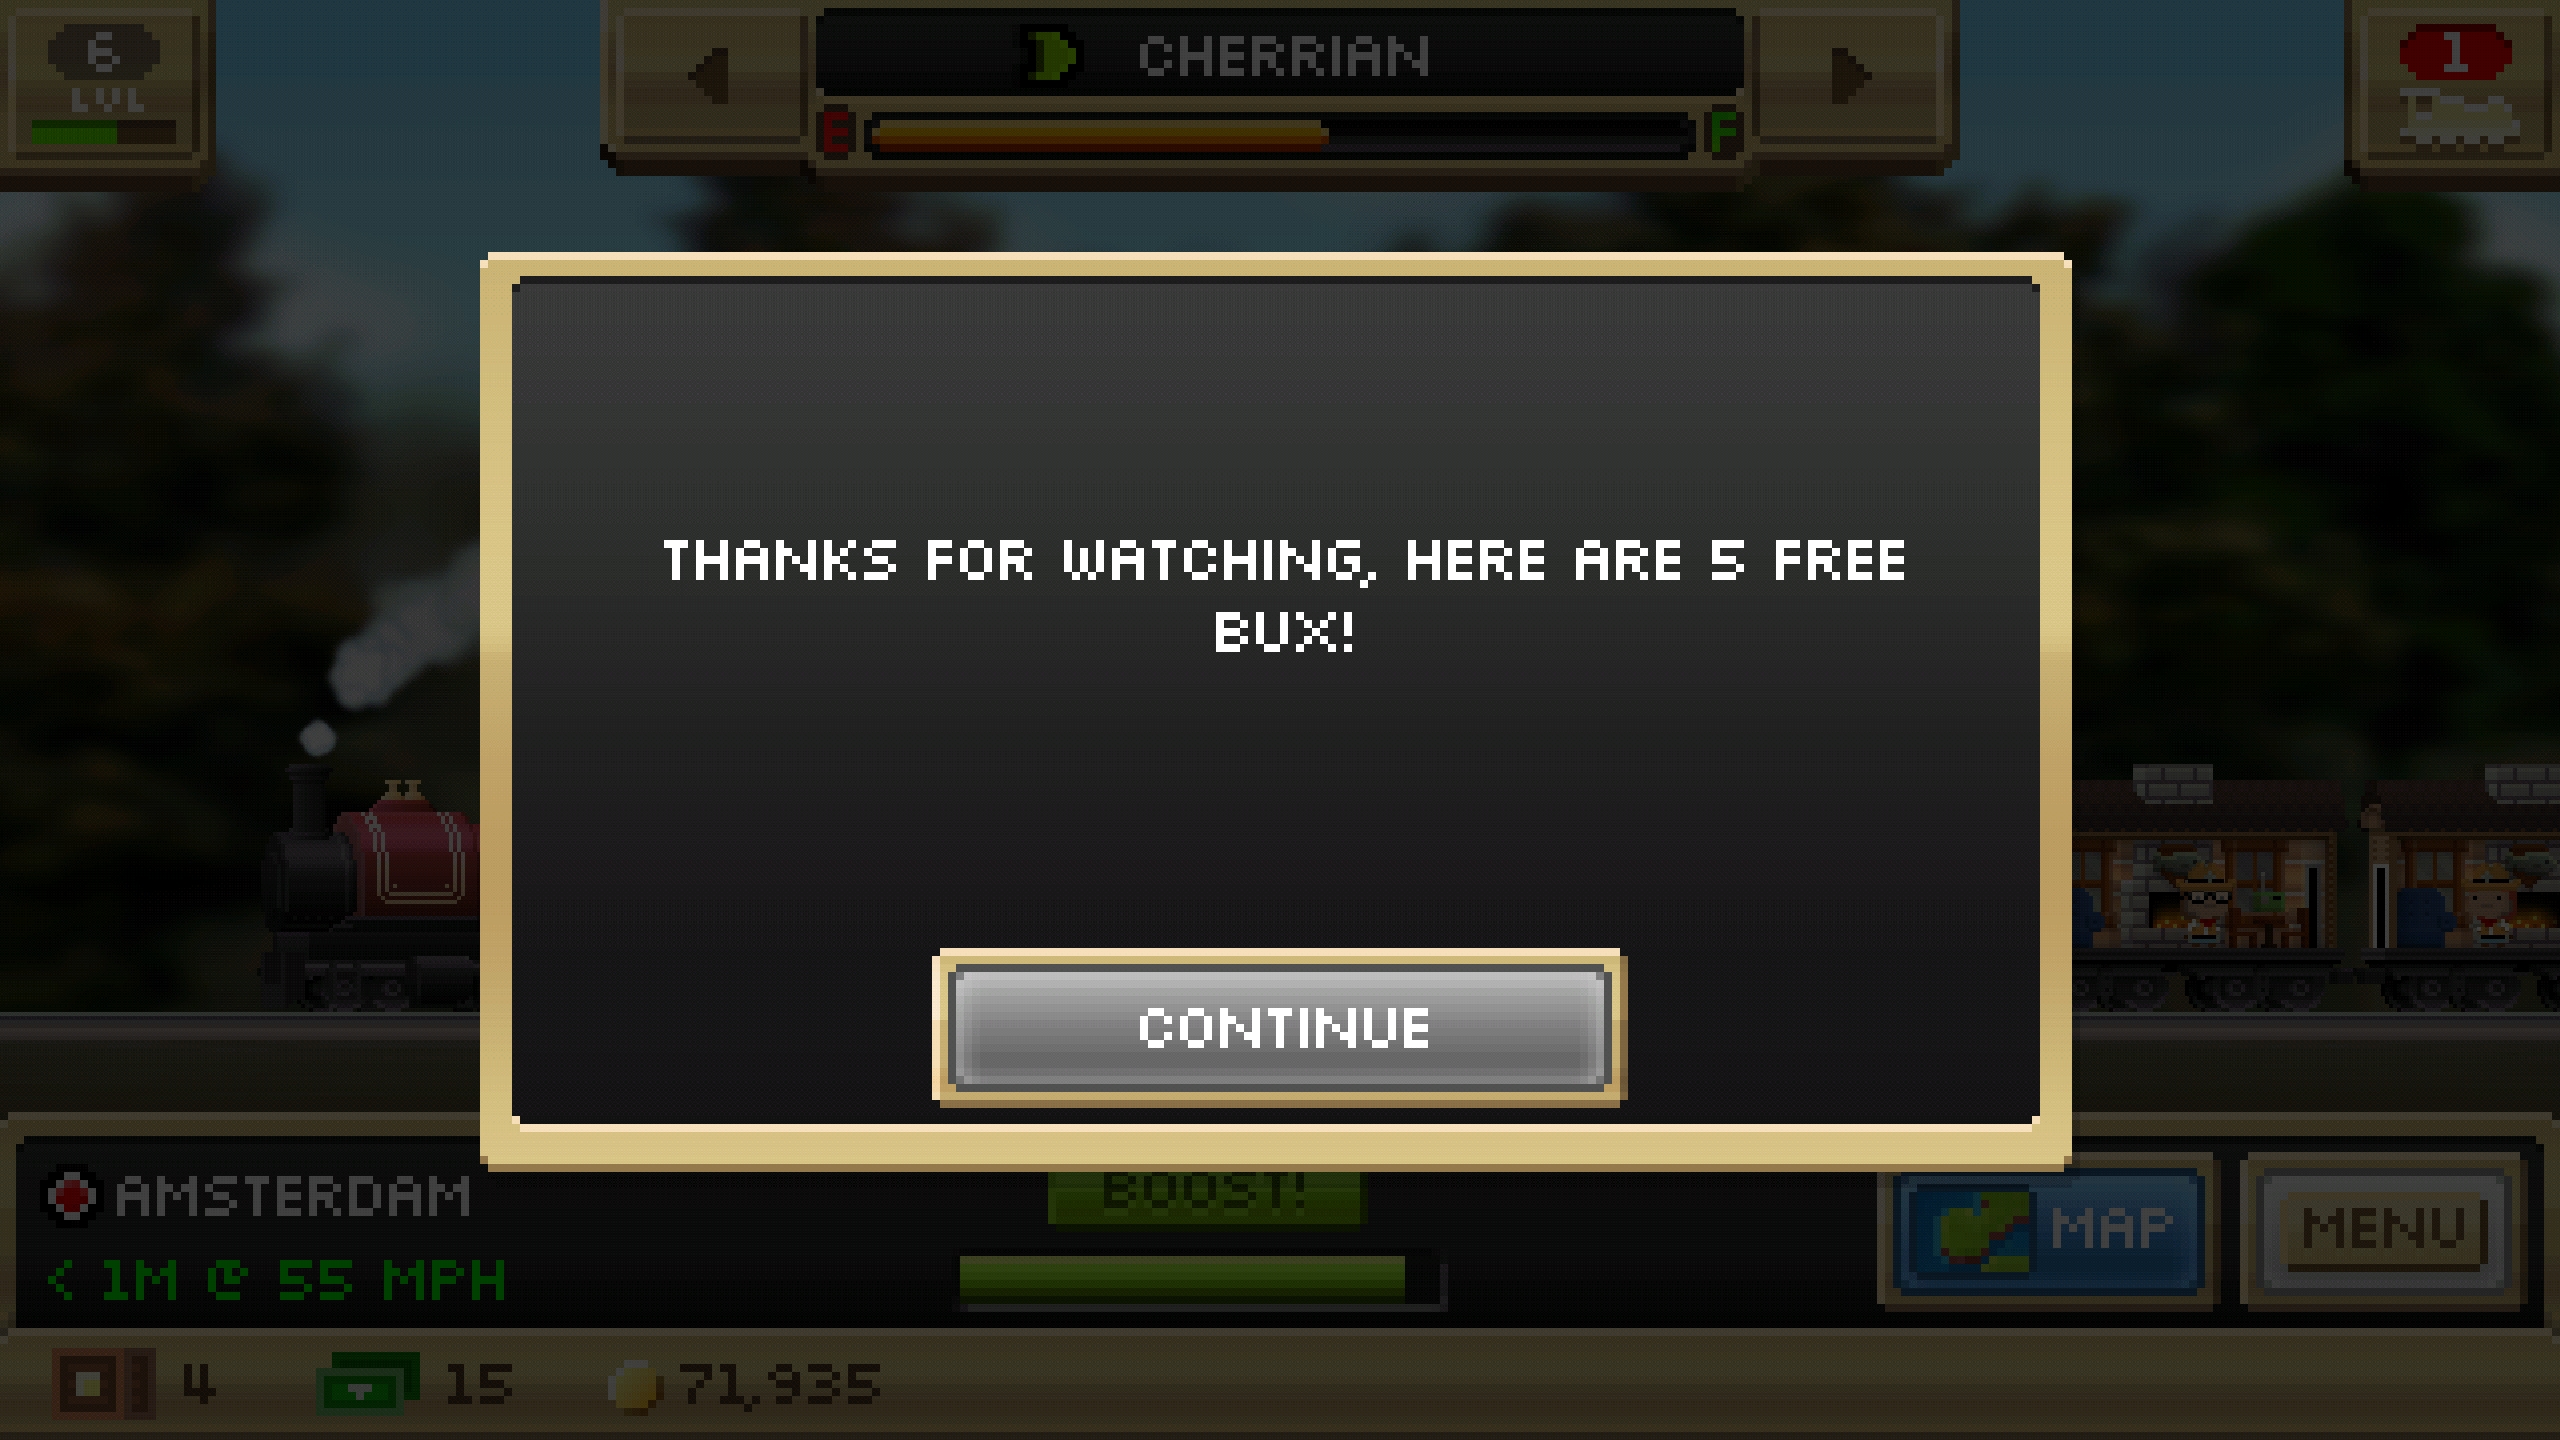 6
LVL
CHERRIAN
E
F
1
THANKS FOR WATCHING, HERE ARE 5 FREE
BUX!
CONTINUE
BOOST!
AMSTERDAM
< 1M @ 55 MPH
MAP
MENU
4
15
71,935